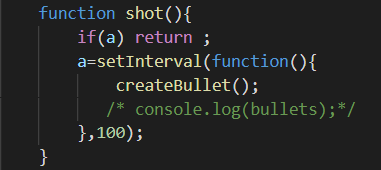 function shot(){
if(a) return ;
a=setInterval(function(){
createBullet();
/* console.log(bullets);*/
},100);
}